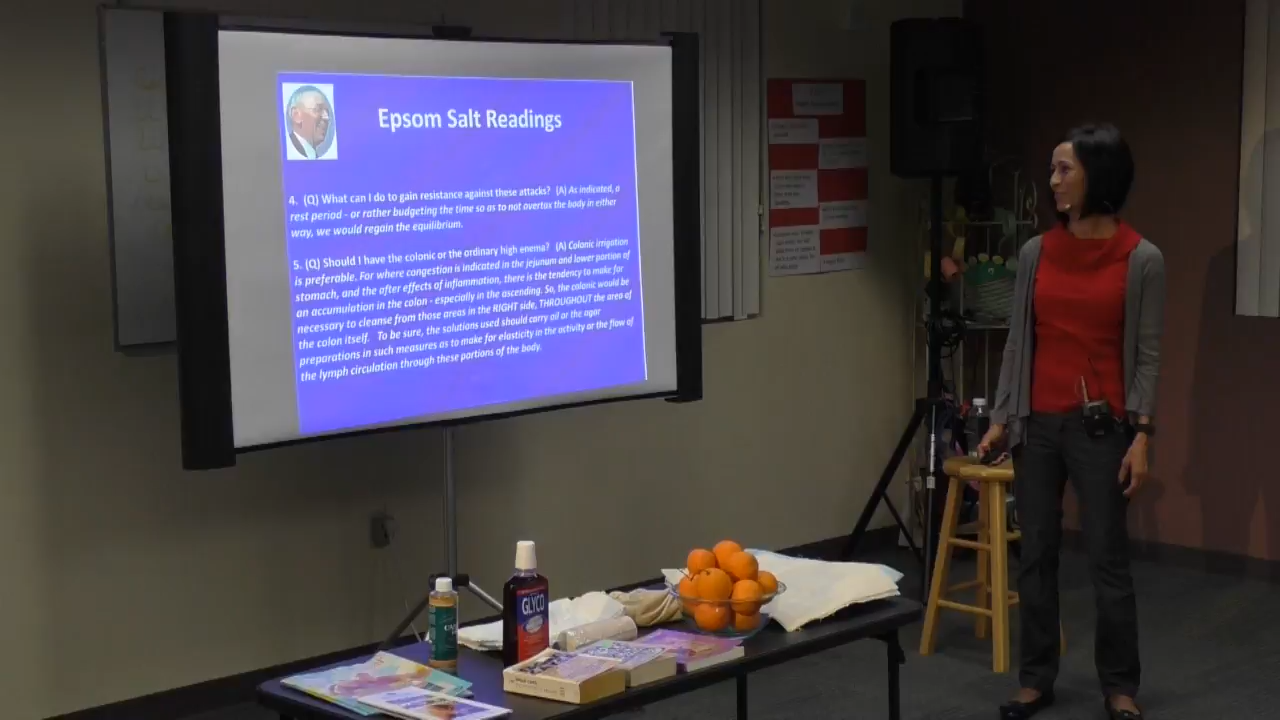 Epsom Salt Readings
4. (Q) What can I do to gain resistance against these attacks? (A) As indicated, a
rest period - or rather budgeting the time so as to not overtax the body in either
way, we would regain the equilibrium.
5. (Q) Should I have the colonic or the ordinary high enema? (A) Colonic irrigation
is preferable. For where congestion is indicated in the jejunum and lower portion of
stomach, and the after effects of inflammation, there is the tendency to make for
an accumulation in the colon - especially in the ascending. So, the colonic would be
necessary to cleanse from those areas in the RIGHT side, THROUGHOUT the area of
the colon itself. To be sure, the solutions used should carry oil or the agar
preparations in such measures as to make for elasticity in the activity or the flow of
the lymph circulation through these portions of the body.
GLYCO